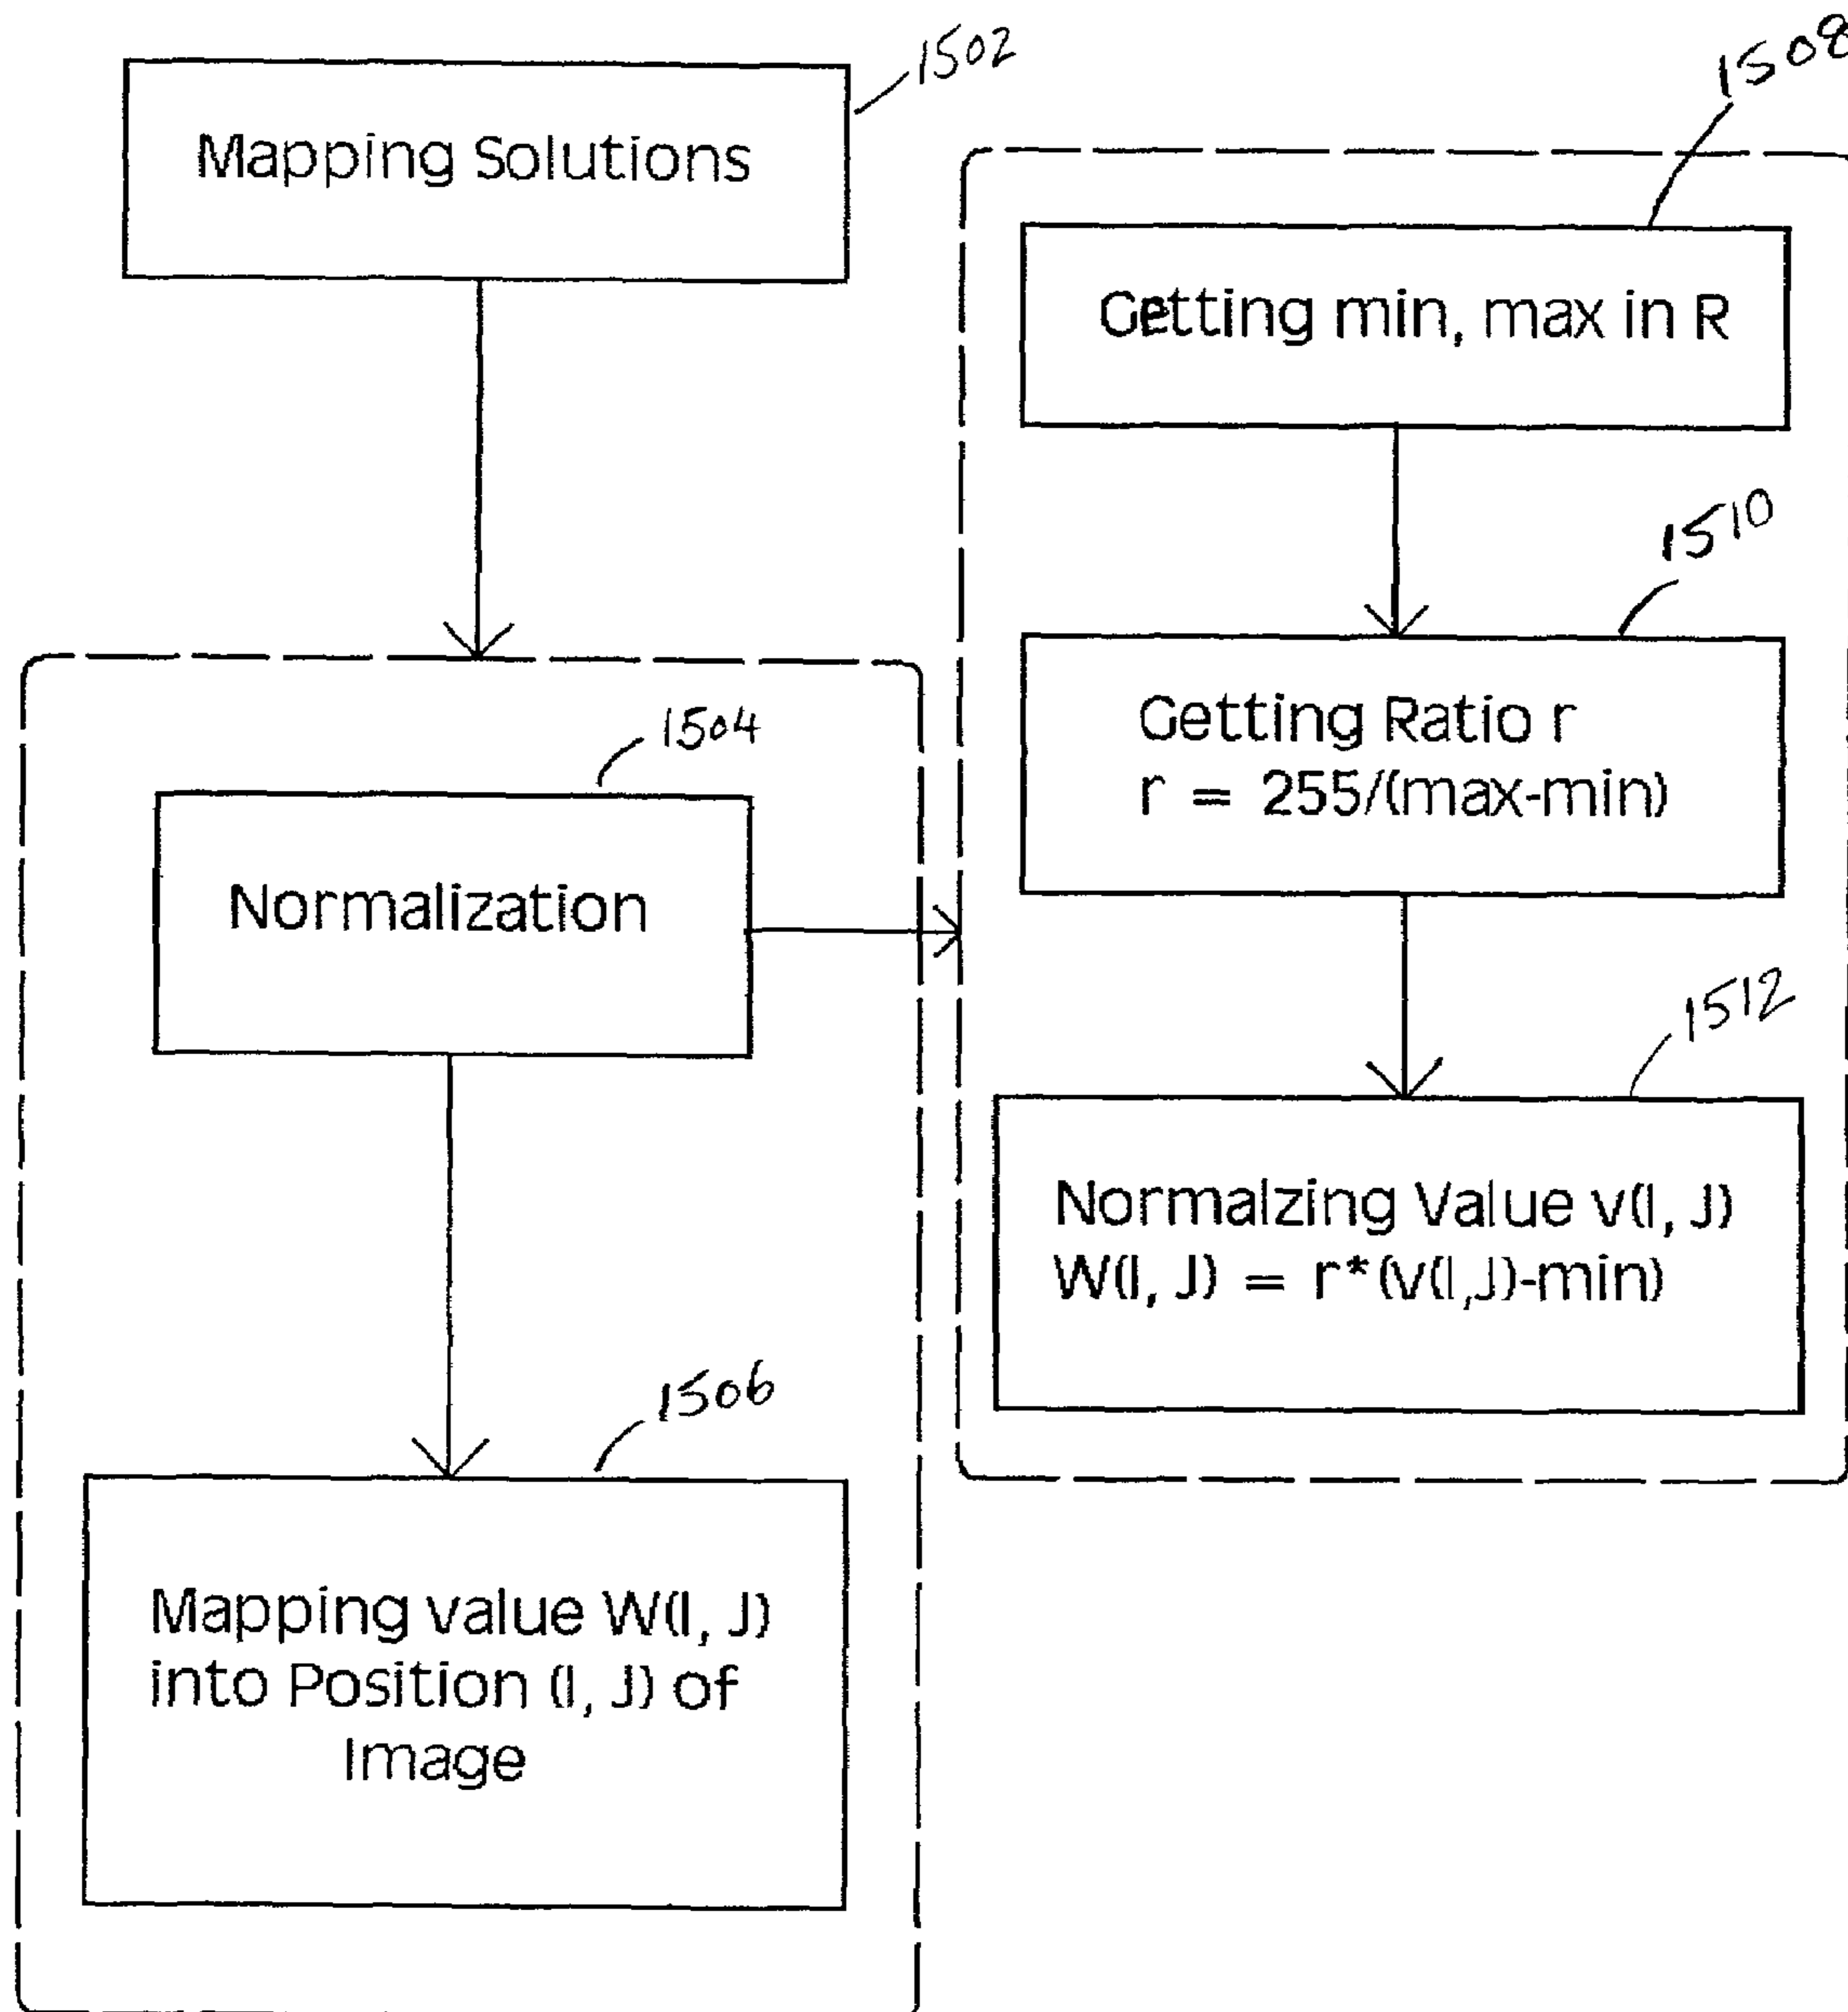 1502
Mapping Solutions
1504
Normalization
1506
Mapping value W(I, J)
into Position (I, J) of
Image
1508
Getting min, max in R
1510
Getting Ratio r
r = 255/(max-min)
1512
Normalzing Value v(I, J)
W(I, J) = r*(v(I,J)-min)